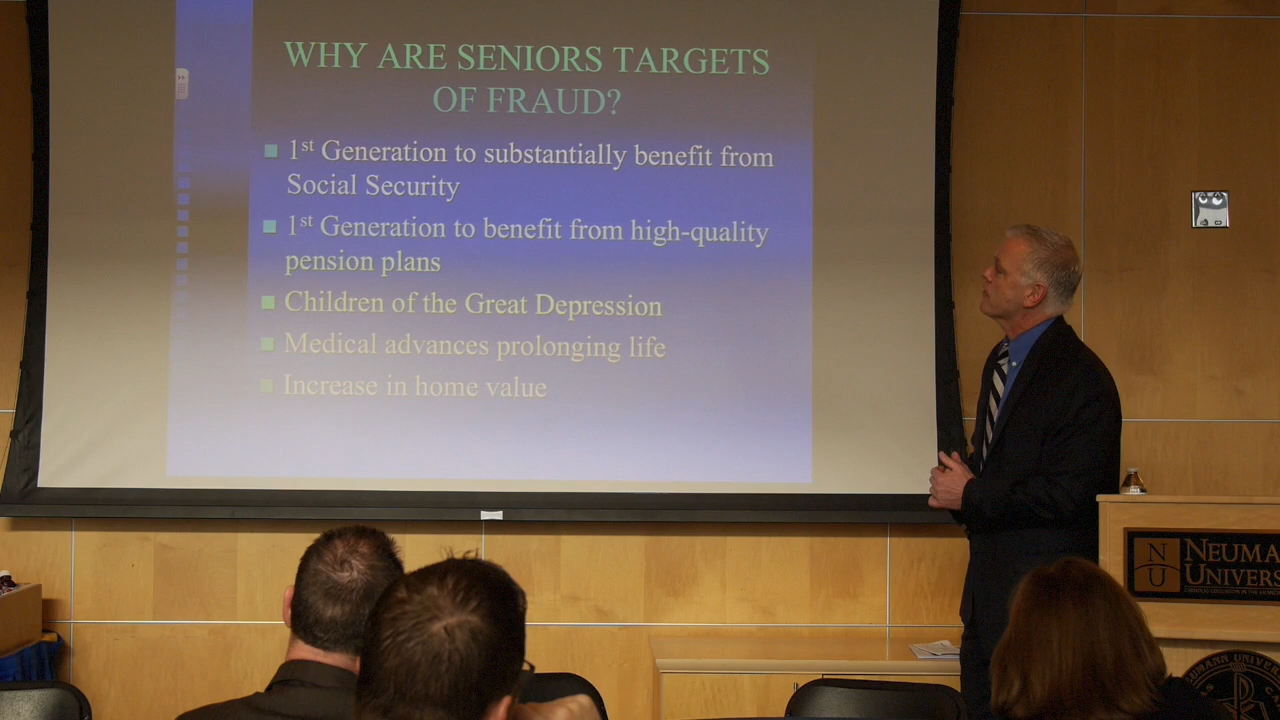 WHY ARE SENIORS TARGETS
OF FRAUD?
1st Generation to substantially benefit from
Social Security
1st Generation to benefit from high-quality
pension plans
Children of the Great Depression
Medical advances prolonging life
Increase in home value
N
U
NEUMA
UNIVERS